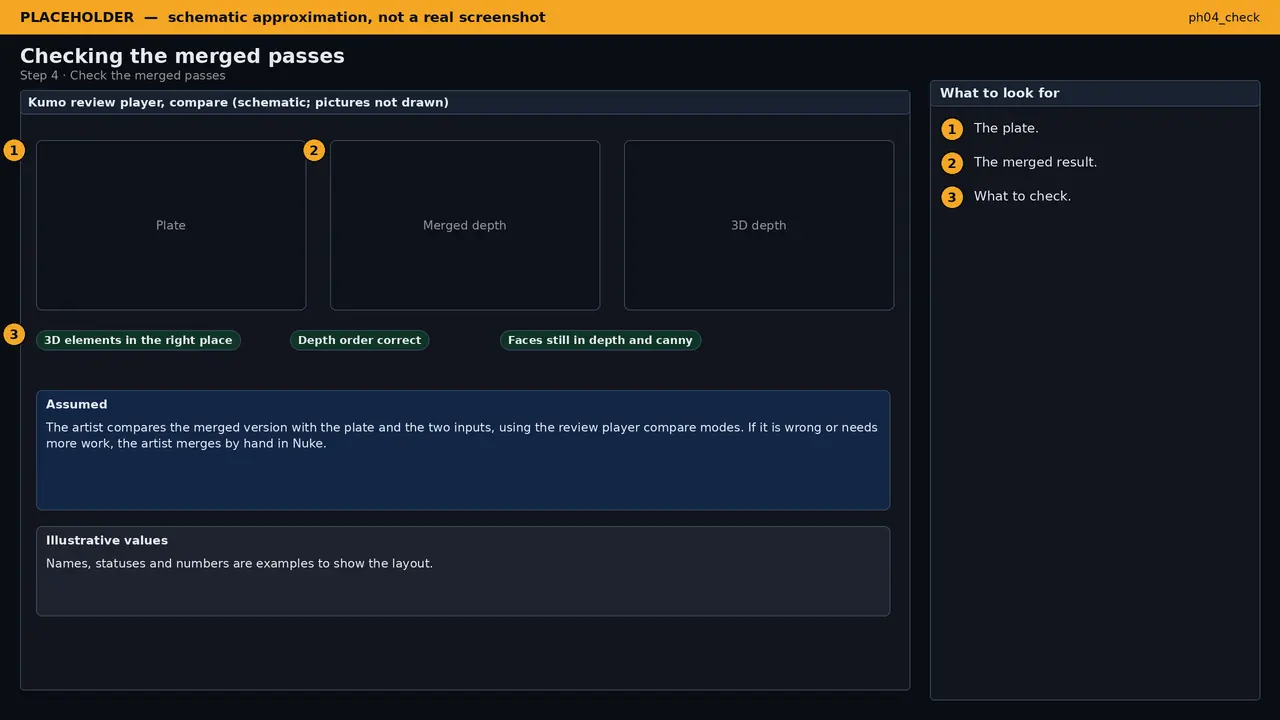 PLACEHOLDER — schematic approximation, not a real screenshot
ph04_check
Checking the merged passes
Step 4 · Check the merged passes
Kumo review player, compare (schematic; pictures not drawn)
1
Plate
2
Merged depth
3D depth
3
3D elements in the right place
Depth order correct
Faces still in depth and canny
Assumed
The artist compares the merged version with the plate and the two inputs, using the review player compare modes. If it is wrong or needs
more work, the artist merges by hand in Nuke.
Illustrative values
Names, statuses and numbers are examples to show the layout.
What to look for
1 The plate.
2 The merged result.
3 What to check.